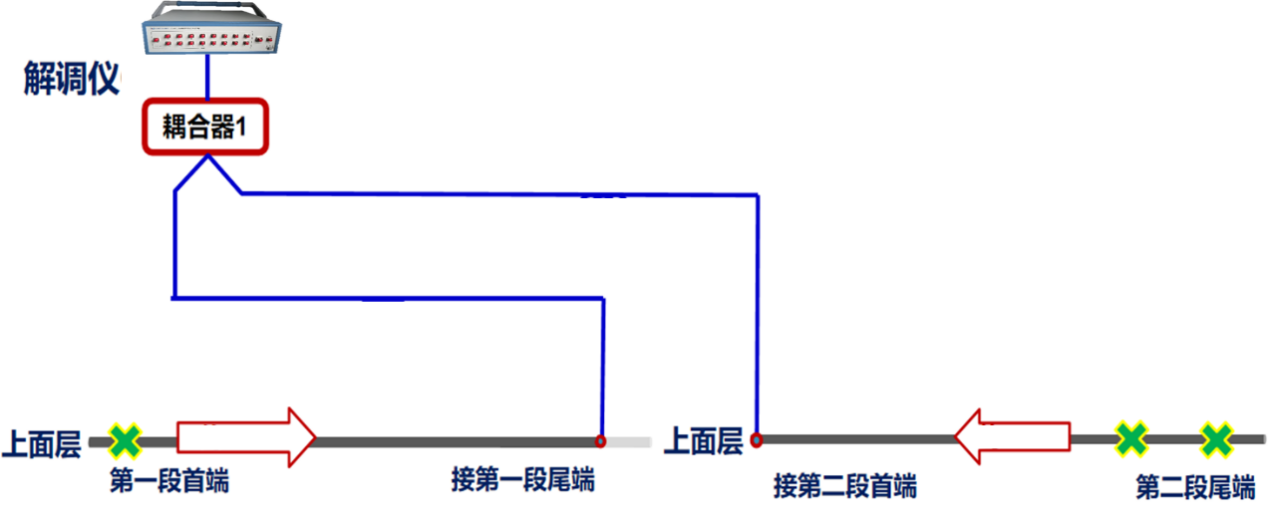 解调仪
耦合器1
上面层
第一段首端
接第一段尾端
上面层
接第二段首端
第二段尾端